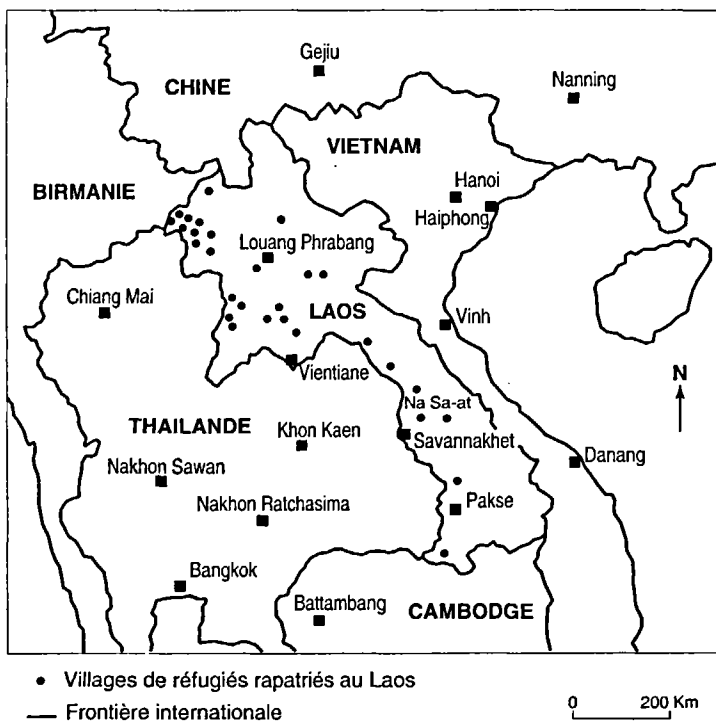 Gejiu
CHINE
Nanning
VIETNAM
BIRMANIE
Hanoi
Haiphong
Louang Phrabang
Chiang Mai
LAOS
Vinh
Vientiane
N
Na Sa-at
THAILANDE
Khon Kaen
Savannakhet
Nakhon Sawan
Danang
Nakhon Ratchasima
Pakse
Bangkok
Battambang
CAMBODGE
Villages de réfugiés rapatriés au Laos
Frontière internationale
0 200 Km